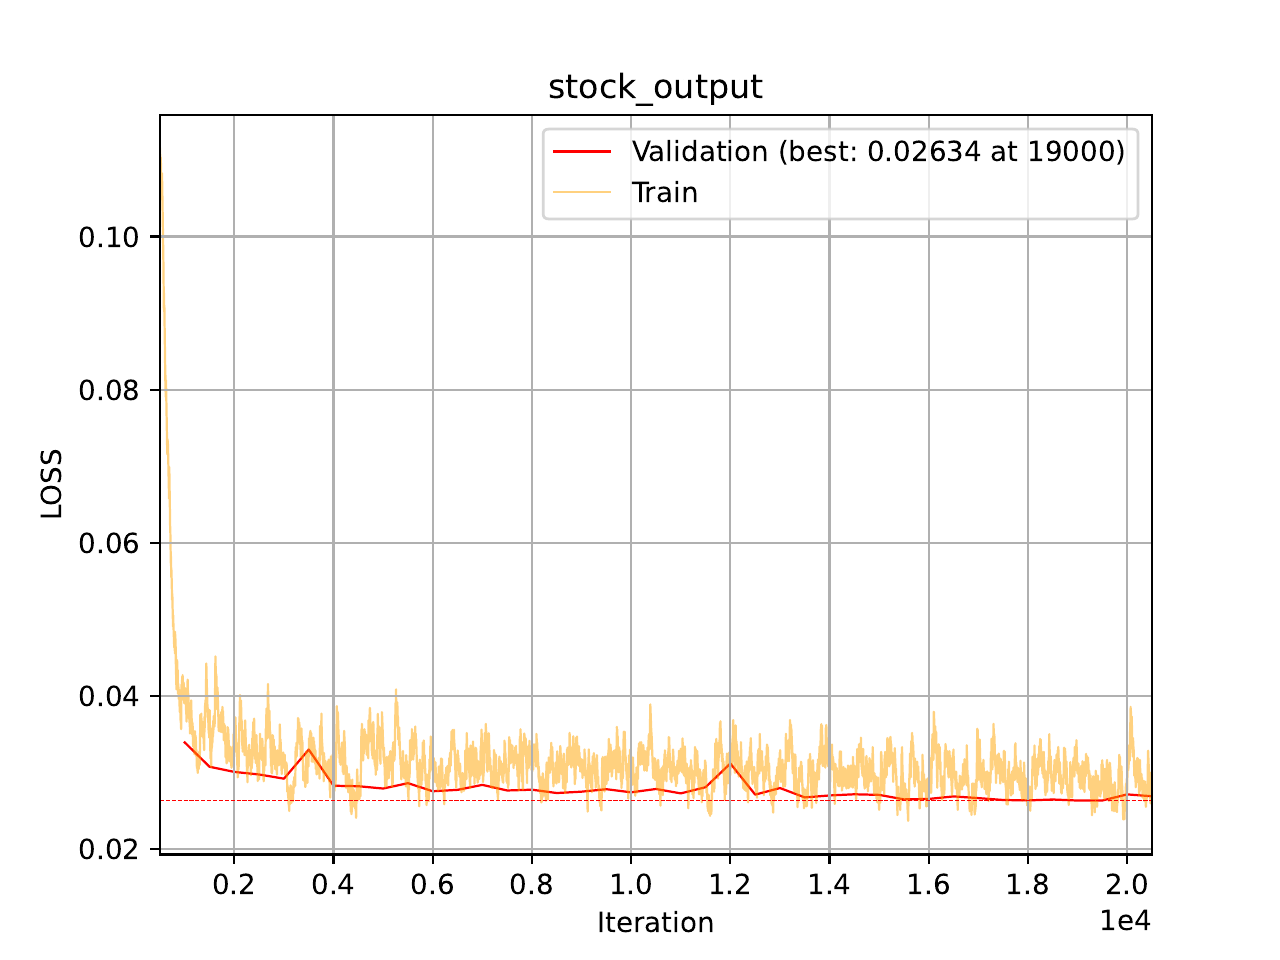 stock_output
Validation (best: 0.02634 at 19000)
Train
0.10
0.08
0.06
0.04
0.02
LOSS
0.2 0.4 0.6 0.8 1.0 1.2 1.4 1.6 1.8 2.0
1e4
Iteration